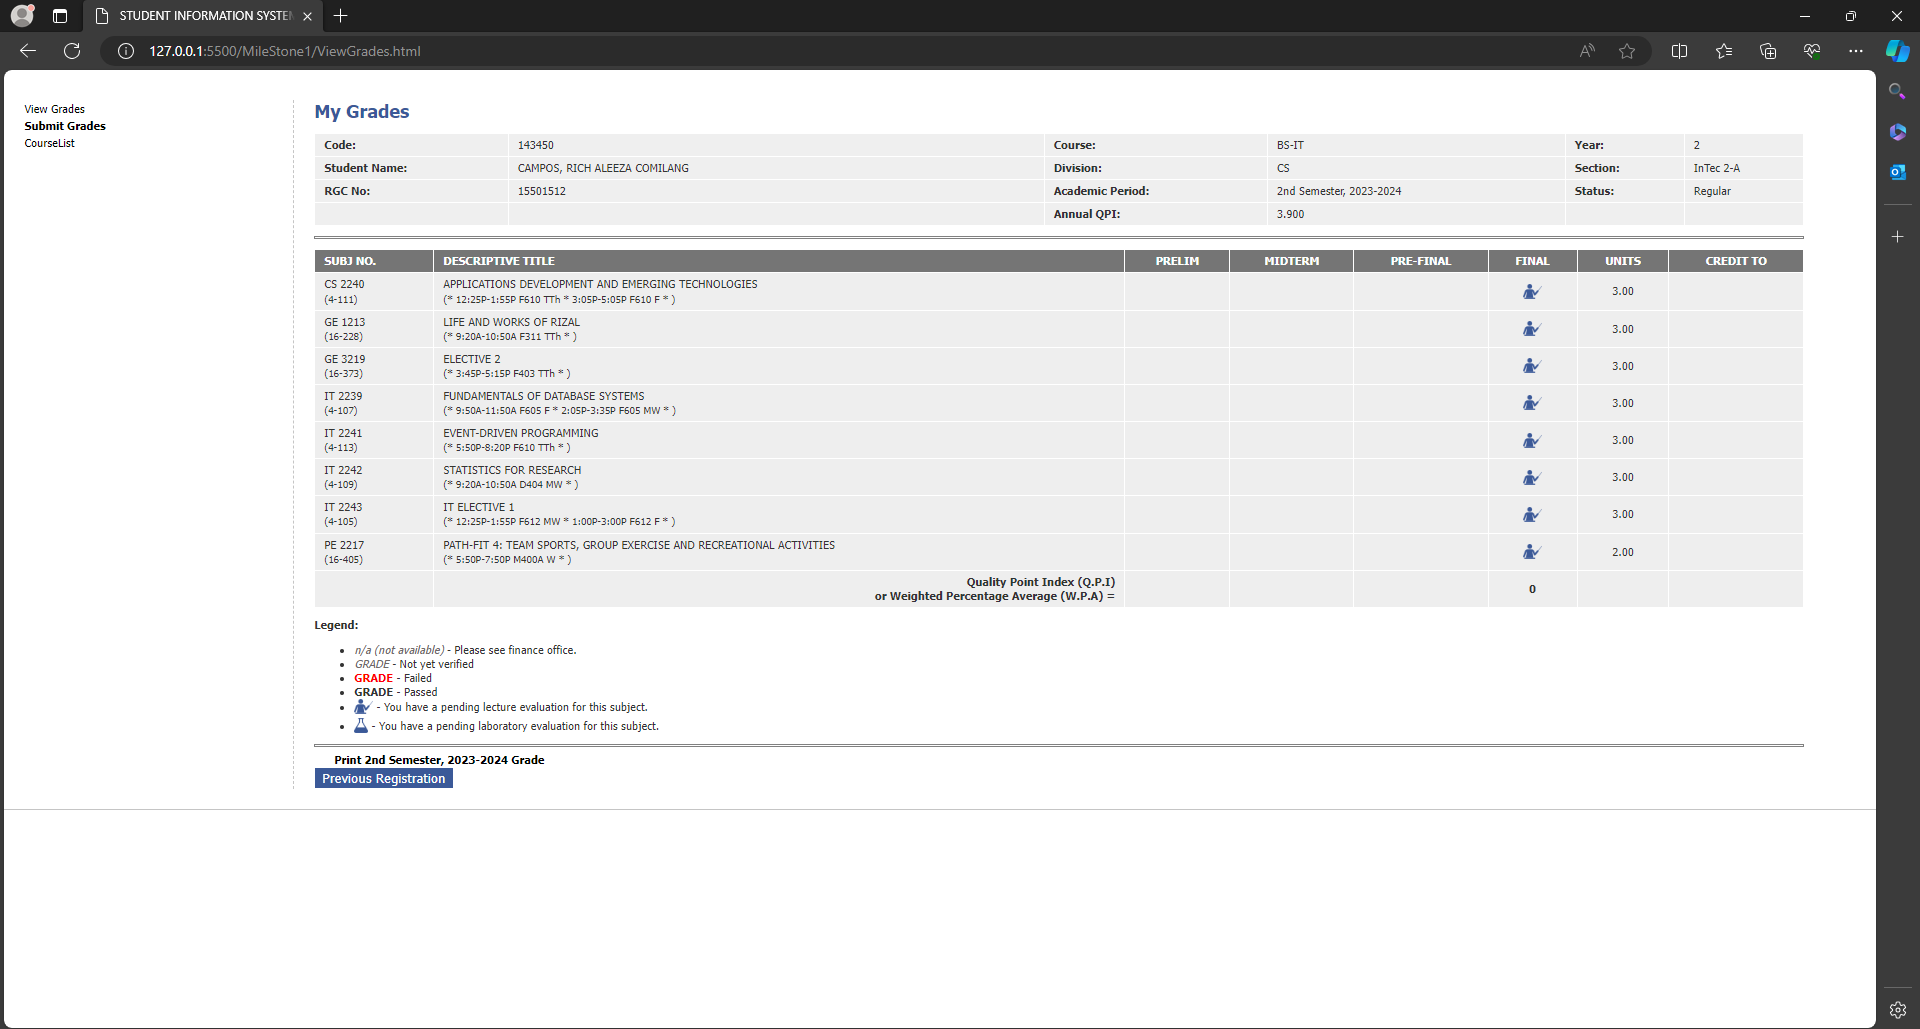 STUDENT INFORMATION SYSTE
127.0.0.1:5500/MileStone1/ViewGrades.html
View Grades
Submit Grades
CourseList
My Grades
Code: 143450 Course: BS-IT Year: 2
Student Name: CAMPOS, RICH ALEEZA COMILANG Division: CS Section: InTec 2-A
RGC No: 15501512 Academic Period: 2nd Semester, 2023-2024 Status: Regular
Annual QPI: 3.900
SUBJ NO. DESCRIPTIVE TITLE PRELIM MIDTERM PRE-FINAL FINAL UNITS CREDIT TO
CS 2240 APPLICATIONS DEVELOPMENT AND EMERGING TECHNOLOGIES 3.00
(4-111) (* 12:25P-1:55P F610 TTh * 3:05P-5:05P F610 F * )
GE 1213 LIFE AND WORKS OF RIZAL 3.00
(16-228) (* 9:20A-10:50A F311 TTh * )
GE 3219 ELECTIVE 2 3.00
(16-373) (* 3:45P-5:15P F403 TTh * )
IT 2239 FUNDAMENTALS OF DATABASE SYSTEMS 3.00
(4-107) (* 9:50A-11:50A F605 F * 2:05P-3:35P F605 MW * )
IT 2241 EVENT-DRIVEN PROGRAMMING 3.00
(4-113) (* 5:50P-8:20P F610 TTh * )
IT 2242 STATISTICS FOR RESEARCH 3.00
(4-109) (* 9:20A-10:50A D404 MW * )
IT 2243 IT ELECTIVE 1 3.00
(4-105) (* 12:25P-1:55P F612 MW * 1:00P-3:00P F612 F * )
PE 2217 PATH-FIT 4: TEAM SPORTS, GROUP EXERCISE AND RECREATIONAL ACTIVITIES 2.00
(16-405) (* 5:50P-7:50P M400A W * )
Quality Point Index (Q.P.I)
or Weighted Percentage Average (W.P.A) = 0
Legend:
n/a (not available) - Please see finance office.
GRADE - Not yet verified
GRADE - Failed
GRADE - Passed
- You have a pending lecture evaluation for this subject.
- You have a pending laboratory evaluation for this subject.
Print 2nd Semester, 2023-2024 Grade
Previous Registration